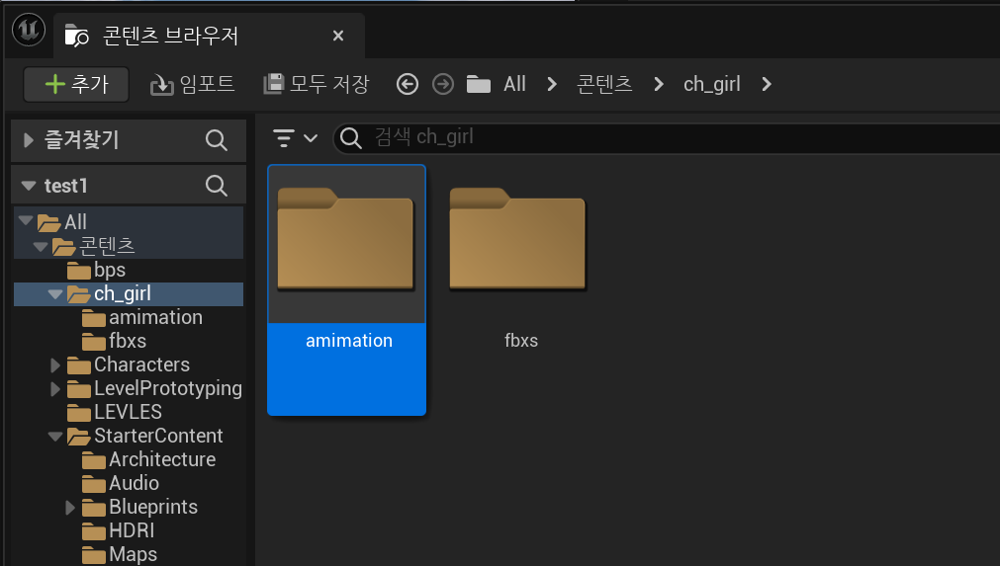 콘텐츠 브라우저
추가 임포트 모두 저장 All 콘텐츠 ch_girl
즐겨찾기
검색 ch_girl
test1
All
콘텐츠
bps
ch_girl
amimation
fbxs
Characters
LevelPrototyping
LEVLES
StarterContent
Architecture
Audio
Blueprints
HDRI
Maps
amimation
fbxs